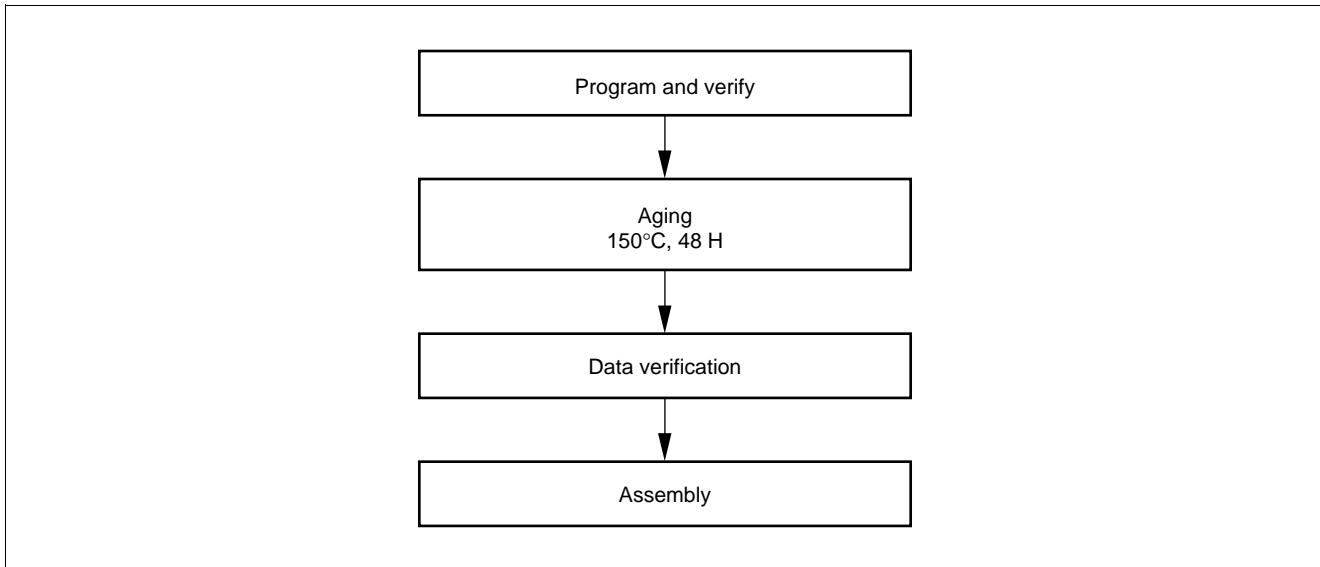 Program and verify
Aging
150°C, 48 H
Data verification
Assembly